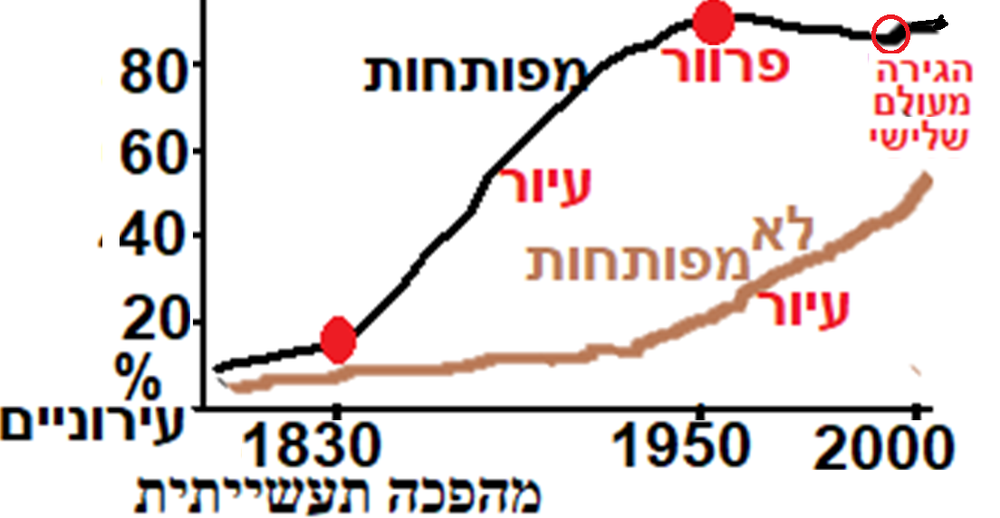 80
60
40
20
%
עירוניים
מפותחות
פרוור
הגירה
מעולם
שלישי
עיור
לא
מפותחות
עיור
1830
1950
2000
מהפכה תעשייתית